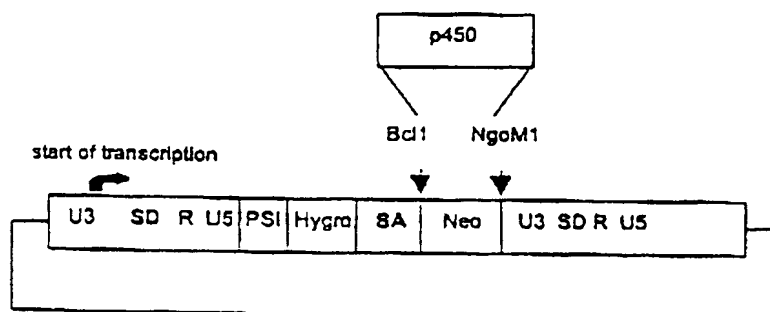 p450
Bcl1 NgoM1
start of transcription
U3 SD R U5 PSI Hygro SA Neo U3 SD R U5